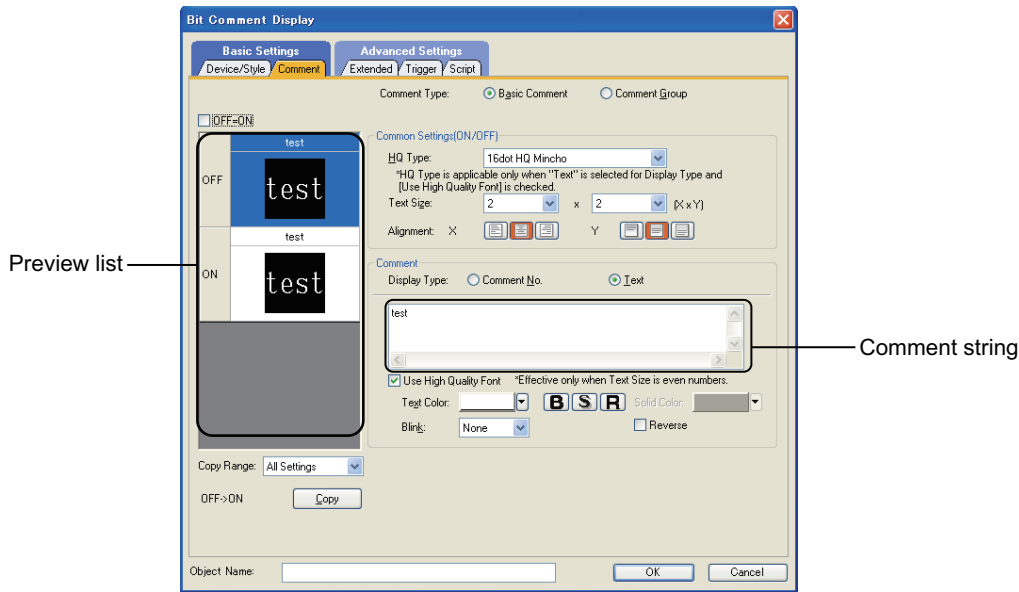 Bit Comment Display
Basic Settings Advanced Settings
Device/Style Comment Extended Trigger Script
Comment Type: Basic Comment Comment Group
OFF=ON
test
OFF test
test
ON test
Common Settings(ON/OFF)
HQ Type: 16dot HQ Mincho
*HQ Type is applicable only when "Text" is selected for Display Type and
[Use High Quality Font] is checked.
Text Size: 2 x 2 (X x Y)
Alignment: X Y
Preview list
Comment
Display Type: Comment No. Text
test
Comment string
Use High Quality Font *Effective only when Text Size is even numbers.
Text Color: B S R Solid Color:
Blink: None Reverse
Copy Range: All Settings
OFF->ON Copy
Object Name: OK Cancel